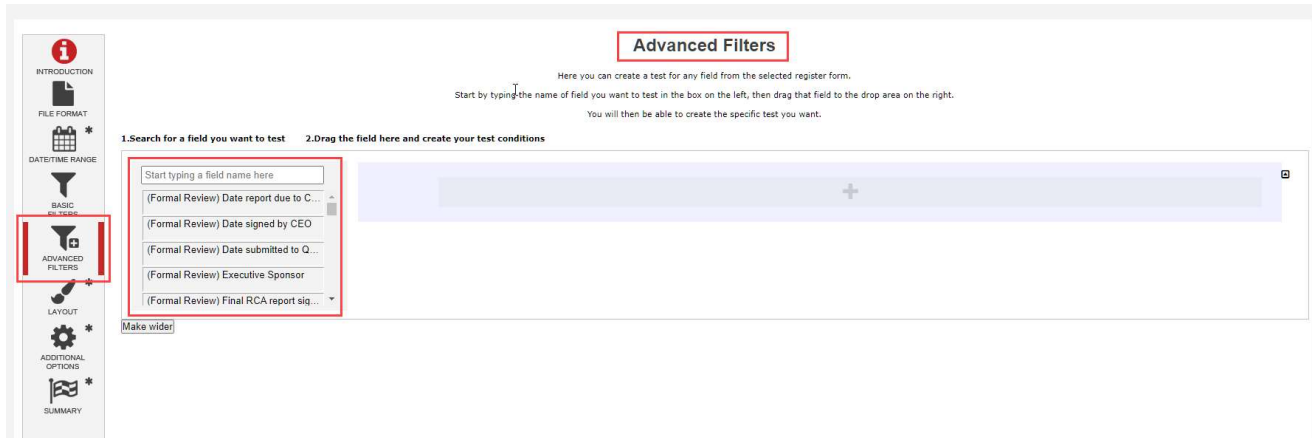 Advanced Filters
Here you can create a test for any field from the selected register form.
Start by typing the name of field you want to test in the box on the left, then drag that field to the drop area on the right.
You will then be able to create the specific test you want.
INTRODUCTION
FILE FORMAT
*
DATE/TIME RANGE
BASIC
FILTERS
ADVANCED
FILTERS
*
LAYOUT
*
ADDITIONAL
OPTIONS
*
SUMMARY
1.Search for a field you want to test 2.Drag the field here and create your test conditions
Start typing a field name here
(Formal Review) Date report due to C...
(Formal Review) Date signed by CEO
(Formal Review) Date submitted to Q...
(Formal Review) Executive Sponsor
(Formal Review) Final RCA report sig...
Make wider